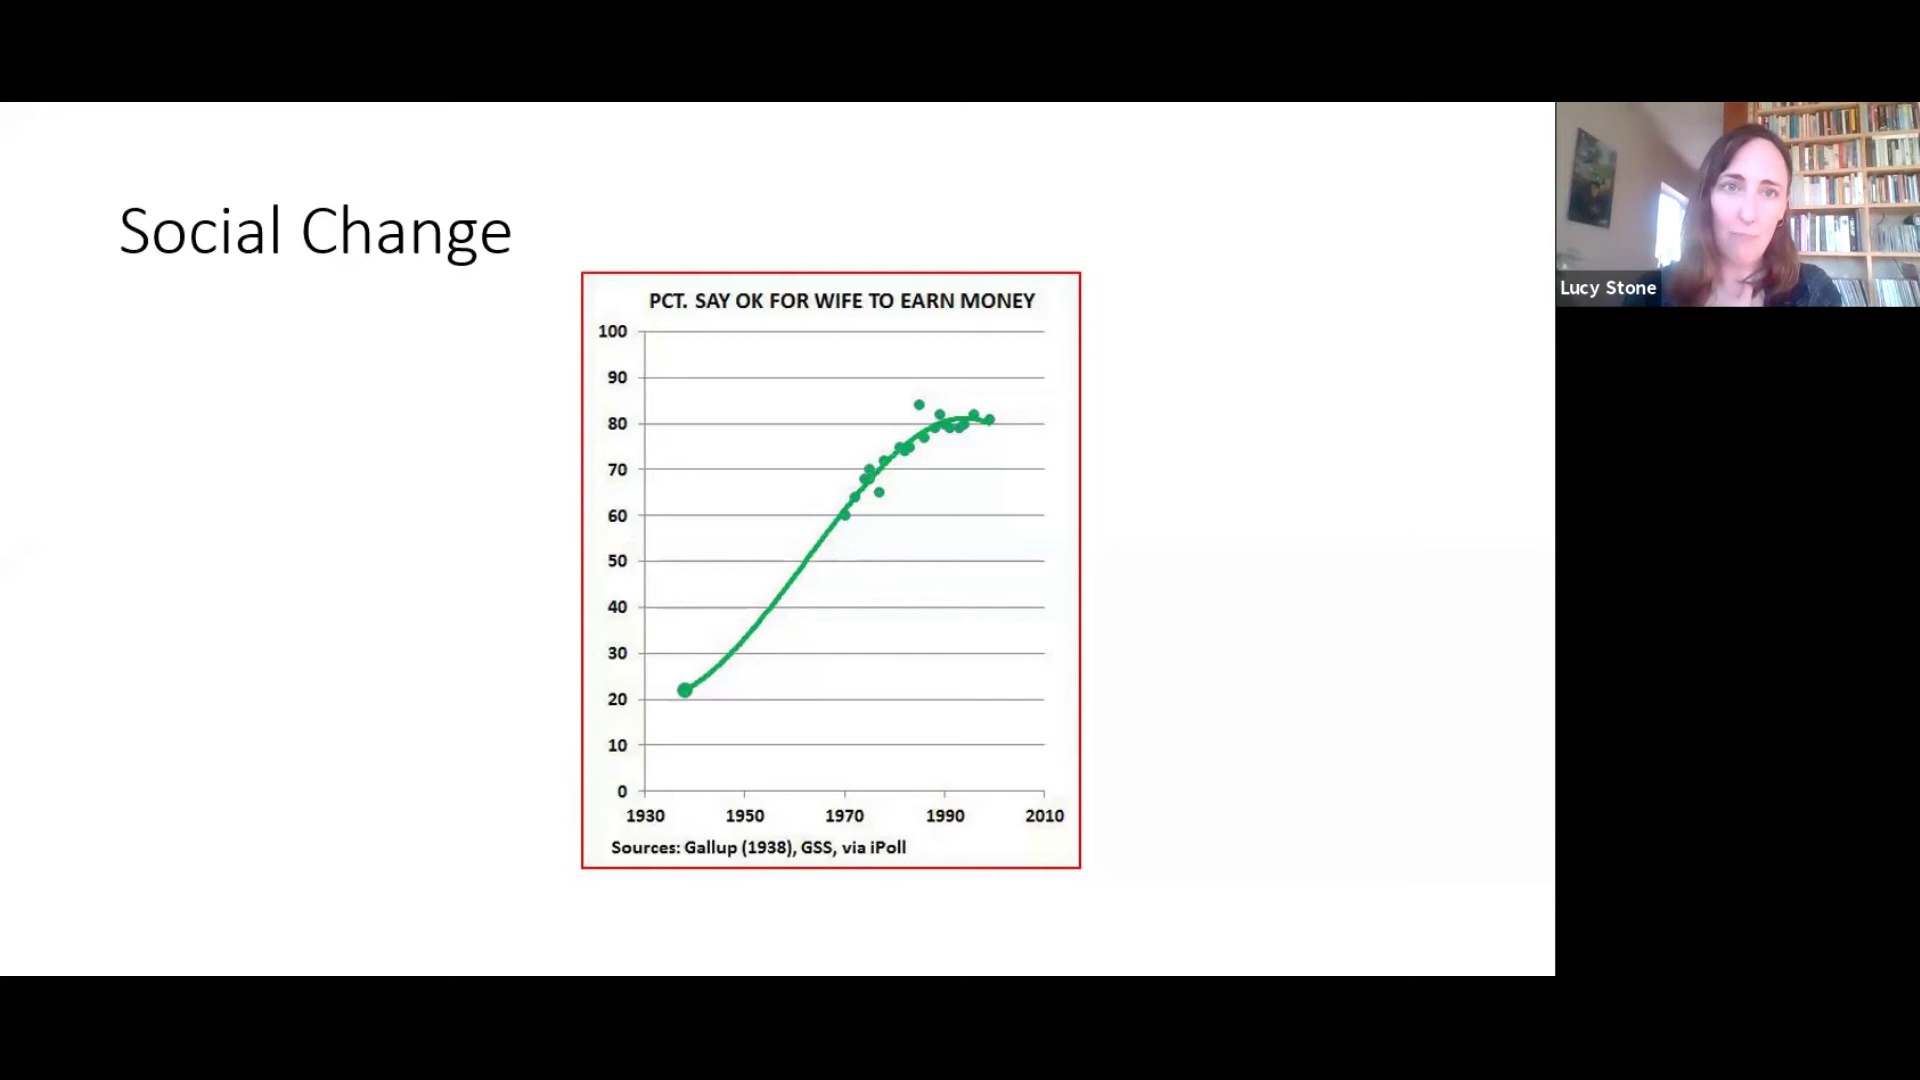 Social Change
PCT. SAY OK FOR WIFE TO EARN MONEY
100
90
80
70
60
50
40
30
20
10
0
1930 1950 1970 1990 2010
Sources: Gallup (1938), GSS, via iPoll
Lucy Stone